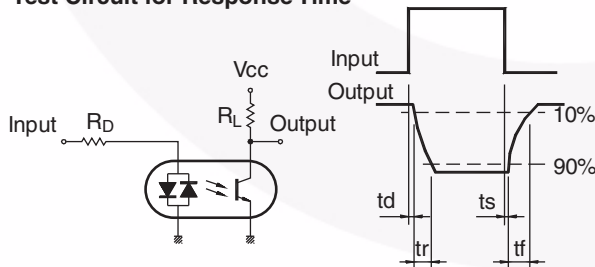 Test Circuit for Response Time
Input
Vcc
Output
Input
RD
RL
Output
10%
90%
td
ts
tr
tf